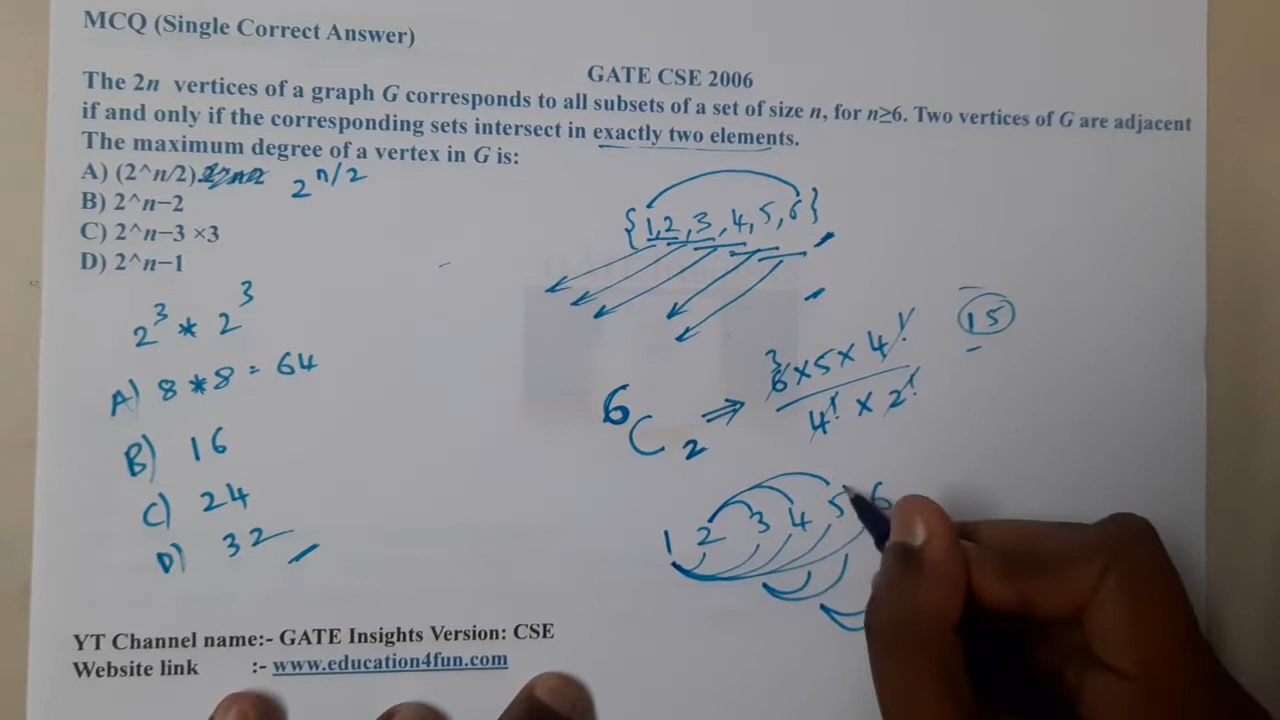 MCQ (Single Correct Answer)
GATE CSE 2006
The 2n vertices of a graph G corresponds to all subsets of a set of size n, for n≥6. Two vertices of G are adjacent
if and only if the corresponding sets intersect in exactly two elements.
The maximum degree of a vertex in G is:
A) (2^n/2). 2^n/2
B) 2^n−2
C) 2^n−3 ×3
D) 2^n−1
{1,2,3,4,5,6}
2^3 * 2^3
A) 8 * 8 = 64
B) 16
C) 24
D) 32
6C2 ⇒ 6×5×4! / 4! × 2!
3
15
1 2 3 4 5 6
YT Channel name:- GATE Insights Version: CSE
Website link :- www.education4fun.com